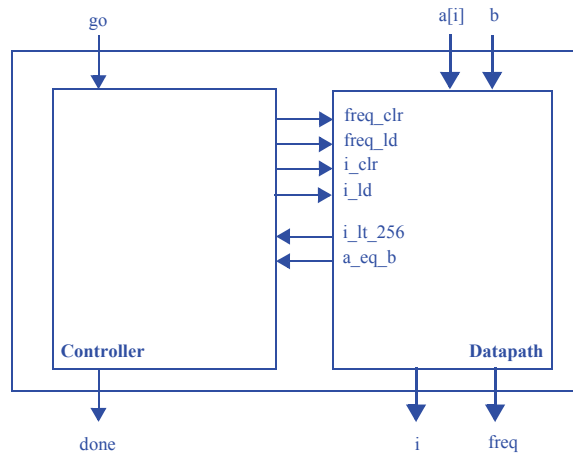 go
a[i] b
freq_clr
freq_ld
i_clr
i_ld
i_lt_256
a_eq_b
Controller
Datapath
done
i
freq